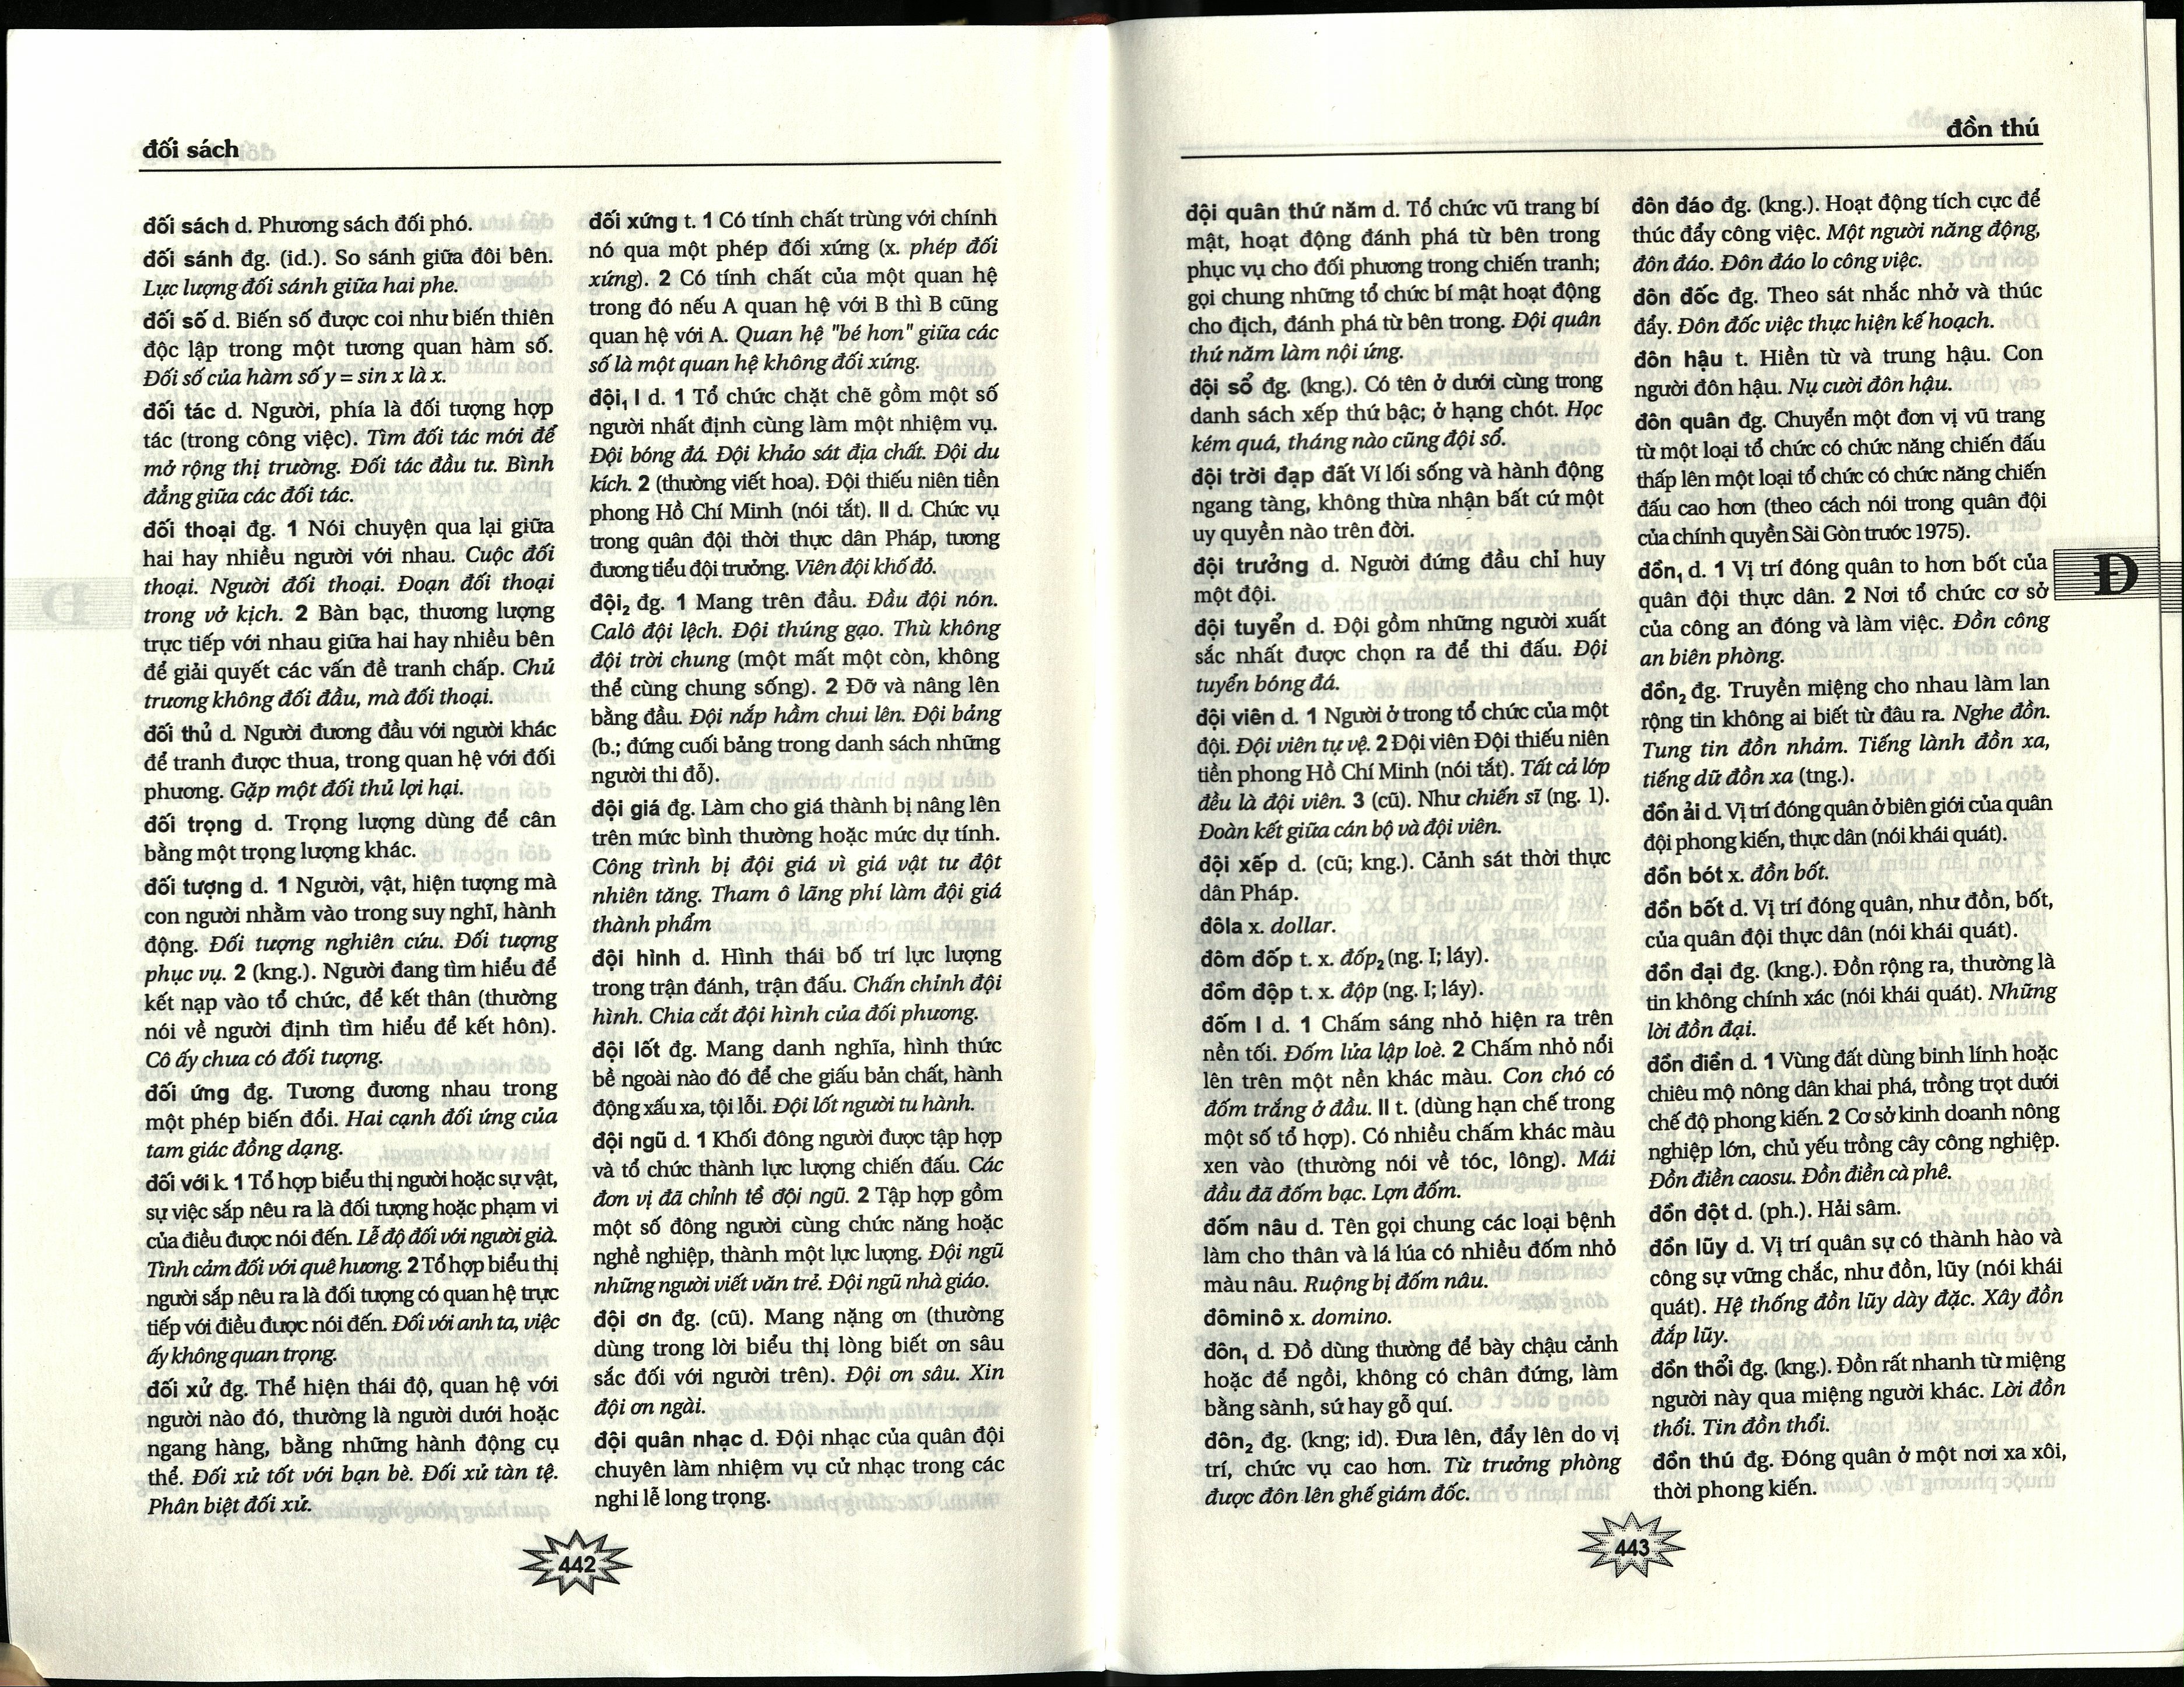 đối sách
đối sách d. Phương sách đối phó.
đối sánh đg. (id.). So sánh giữa đôi bên.
Lực lượng đối sánh giữa hai phe.
đối số d. Biến số được coi như biến thiên
độc lập trong một tương quan hàm số.
Đối số của hàm số y = sin x là x.
đối tác d. Người, phía là đối tượng hợp
tác (trong công việc). Tìm đối tác mới để
mở rộng thị trường. Đối tác đầu tư. Bình
đẳng giữa các đối tác.
đối thoại đg. 1 Nói chuyện qua lại giữa
hai hay nhiều người với nhau. Cuộc đối
thoại. Người đối thoại. Đoạn đối thoại
trong vở kịch. 2 Bàn bạc, thương lượng
trực tiếp với nhau giữa hai hay nhiều bên
để giải quyết các vấn đề tranh chấp. Chủ
trương không đối đầu, mà đối thoại.
đối thủ d. Người đương đầu với người khác
để tranh được thua, trong quan hệ với đối
phương. Gặp một đối thủ lợi hại.
đối trọng d. Trọng lượng dùng để cân
bằng một trọng lượng khác.
đối tượng d. 1 Người, vật, hiện tượng mà
con người nhằm vào trong suy nghĩ, hành
động. Đối tượng nghiên cứu. Đối tượng
phục vụ. 2 (kng.). Người đang tìm hiểu để
kết nạp vào tổ chức, để kết thân (thường
nói về người định tìm hiểu để kết hôn).
Cô ấy chưa có đối tượng.
đối ứng đg. Tương đương nhau trong
một phép biến đổi. Hai cạnh đối ứng của
tam giác đồng dạng.
đối với k. 1 Tổ hợp biểu thị người hoặc sự vật,
sự việc sắp nêu ra là đối tượng hoặc phạm vi
của điều được nói đến. Lễ độ đối với người già.
Tình cảm đối với quê hương. 2 Tổ hợp biểu thị
người sắp nêu ra là đối tượng có quan hệ trực
tiếp với điều được nói đến. Đối với anh ta, việc
ấy không quan trọng.
đối xử đg. Thể hiện thái độ, quan hệ với
người nào đó, thường là người dưới hoặc
ngang hàng, bằng những hành động cụ
thể. Đối xử tốt với bạn bè. Đối xử tàn tệ.
Phân biệt đối xử.
đối xứng t. 1 Có tính chất trùng với chính
nó qua một phép đối xứng (x. phép đối
xứng). 2 Có tính chất của một quan hệ
trong đó nếu A quan hệ với B thì B cũng
quan hệ với A. Quan hệ "bé hơn" giữa các
số là một quan hệ không đối xứng.
đội₁ I d. 1 Tổ chức chặt chẽ gồm một số
người nhất định cùng làm một nhiệm vụ.
Đội bóng đá. Đội khảo sát địa chất. Đội du
kích. 2 (thường viết hoa). Đội thiếu niên tiền
phong Hồ Chí Minh (nói tắt). II d. Chức vụ
trong quân đội thời thực dân Pháp, tương
đương tiểu đội trưởng. Viên đội khố đỏ.
đội₂ đg. 1 Mang trên đầu. Đầu đội nón.
Calô đội lệch. Đội thúng gạo. Thù không
đội trời chung (một mất một còn, không
thể cùng chung sống). 2 Đỡ và nâng lên
bằng đầu. Đội nắp hầm chui lên. Đội bảng
(b.; đứng cuối bảng trong danh sách những
người thi đỗ).
đội giá đg. Làm cho giá thành bị nâng lên
trên mức bình thường hoặc mức dự tính.
Công trình bị đội giá vì giá vật tư đột
nhiên tăng. Tham ô lãng phí làm đội giá
thành phẩm
đội hình d. Hình thái bố trí lực lượng
trong trận đánh, trận đấu. Chấn chỉnh đội
hình. Chia cắt đội hình của đối phương.
đội lốt đg. Mang danh nghĩa, hình thức
bề ngoài nào đó để che giấu bản chất, hành
động xấu xa, tội lỗi. Đội lốt người tu hành.
đội ngũ d. 1 Khối đông người được tập hợp
và tổ chức thành lực lượng chiến đấu. Các
đơn vị đã chỉnh tề đội ngũ. 2 Tập hợp gồm
một số đông người cùng chức năng hoặc
nghề nghiệp, thành một lực lượng. Đội ngũ
những người viết văn trẻ. Đội ngũ nhà giáo.
đội ơn đg. (cũ). Mang nặng ơn (thường
dùng trong lời biểu thị lòng biết ơn sâu
sắc đối với người trên). Đội ơn sâu. Xin
đội ơn ngài.
đội quân nhạc d. Đội nhạc của quân đội
chuyên làm nhiệm vụ cử nhạc trong các
nghi lễ long trọng.
442
đồn thú
đội quân thứ năm d. Tổ chức vũ trang bí
mật, hoạt động đánh phá từ bên trong
phục vụ cho đối phương trong chiến tranh;
gọi chung những tổ chức bí mật hoạt động
cho địch, đánh phá từ bên trong. Đội quân
thứ năm làm nội ứng.
đội sổ đg. (kng.). Có tên ở dưới cùng trong
danh sách xếp thứ bậc; ở hạng chót. Học
kém quá, tháng nào cũng đội sổ.
đội trời đạp đất Ví lối sống và hành động
ngang tàng, không thừa nhận bất cứ một
uy quyền nào trên đời.
đội trưởng d. Người đứng đầu chỉ huy
một đội.
đội tuyển d. Đội gồm những người xuất
sắc nhất được chọn ra để thi đấu. Đội
tuyển bóng đá.
đội viên d. 1 Người ở trong tổ chức của một
đội. Đội viên tự vệ. 2 Đội viên Đội thiếu niên
tiền phong Hồ Chí Minh (nói tắt). Tất cả lớp
đều là đội viên. 3 (cũ). Như chiến sĩ (ng. 1).
Đoàn kết giữa cán bộ và đội viên.
đội xếp d. (cũ; kng.). Cảnh sát thời thực
dân Pháp.
đôla x. dollar.
đôm đốp t. x. đốp₂ (ng. I; láy).
đồm độp t. x. độp (ng. I; láy).
đốm I d. 1 Chấm sáng nhỏ hiện ra trên
nền tối. Đốm lửa lập loè. 2 Chấm nhỏ nổi
lên trên một nền khác màu. Con chó có
đốm trắng ở đầu. II t. (dùng hạn chế trong
một số tổ hợp). Có nhiều chấm khác màu
xen vào (thường nói về tóc, lông). Mái
đầu đã đốm bạc. Lợn đốm.
đốm nâu d. Tên gọi chung các loại bệnh
làm cho thân và lá lúa có nhiều đốm nhỏ
màu nâu. Ruộng bị đốm nâu.
đôminô x. domino.
đôn₁ d. Đồ dùng thường để bày chậu cảnh
hoặc để ngồi, không có chân đứng, làm
bằng sành, sứ hay gỗ quí.
đôn₂ đg. (kng; id). Đưa lên, đẩy lên do vị
trí, chức vụ cao hơn. Từ trưởng phòng
được đôn lên ghế giám đốc.
đôn đáo đg. (kng.). Hoạt động tích cực để
thúc đẩy công việc. Một người năng động,
đôn đáo. Đôn đáo lo công việc.
đôn đốc đg. Theo sát nhắc nhở và thúc
đẩy. Đôn đốc việc thực hiện kế hoạch.
đôn hậu t. Hiền từ và trung hậu. Con
người đôn hậu. Nụ cười đôn hậu.
đôn quân đg. Chuyển một đơn vị vũ trang
từ một loại tổ chức có chức năng chiến đấu
thấp lên một loại tổ chức có chức năng chiến
đấu cao hơn (theo cách nói trong quân đội
của chính quyền Sài Gòn trước 1975).
đồn₁ d. 1 Vị trí đóng quân to hơn bốt của
quân đội thực dân. 2 Nơi tổ chức cơ sở
của công an đóng và làm việc. Đồn công
an biên phòng.
đồn₂ đg. Truyền miệng cho nhau làm lan
rộng tin không ai biết từ đâu ra. Nghe đồn.
Tung tin đồn nhảm. Tiếng lành đồn xa,
tiếng dữ đồn xa (tng.).
đồn ải d. Vị trí đóng quân ở biên giới của quân
đội phong kiến, thực dân (nói khái quát).
đồn bót x. đồn bốt.
đồn bốt d. Vị trí đóng quân, như đồn, bốt,
của quân đội thực dân (nói khái quát).
đồn đại đg. (kng.). Đồn rộng ra, thường là
tin không chính xác (nói khái quát). Những
lời đồn đại.
đồn điền d. 1 Vùng đất dùng binh lính hoặc
chiêu mộ nông dân khai phá, trồng trọt dưới
chế độ phong kiến. 2 Cơ sở kinh doanh nông
nghiệp lớn, chủ yếu trồng cây công nghiệp.
Đồn điền caosu. Đồn điền cà phê.
đồn đột d. (ph.). Hải sâm.
đồn lũy d. Vị trí quân sự có thành hào và
công sự vững chắc, như đồn, lũy (nói khái
quát). Hệ thống đồn lũy dày đặc. Xây đồn
đắp lũy.
đồn thổi đg. (kng.). Đồn rất nhanh từ miệng
người này qua miệng người khác. Lời đồn
thổi. Tin đồn thổi.
đồn thú đg. Đóng quân ở một nơi xa xôi,
thời phong kiến.
Đ
443